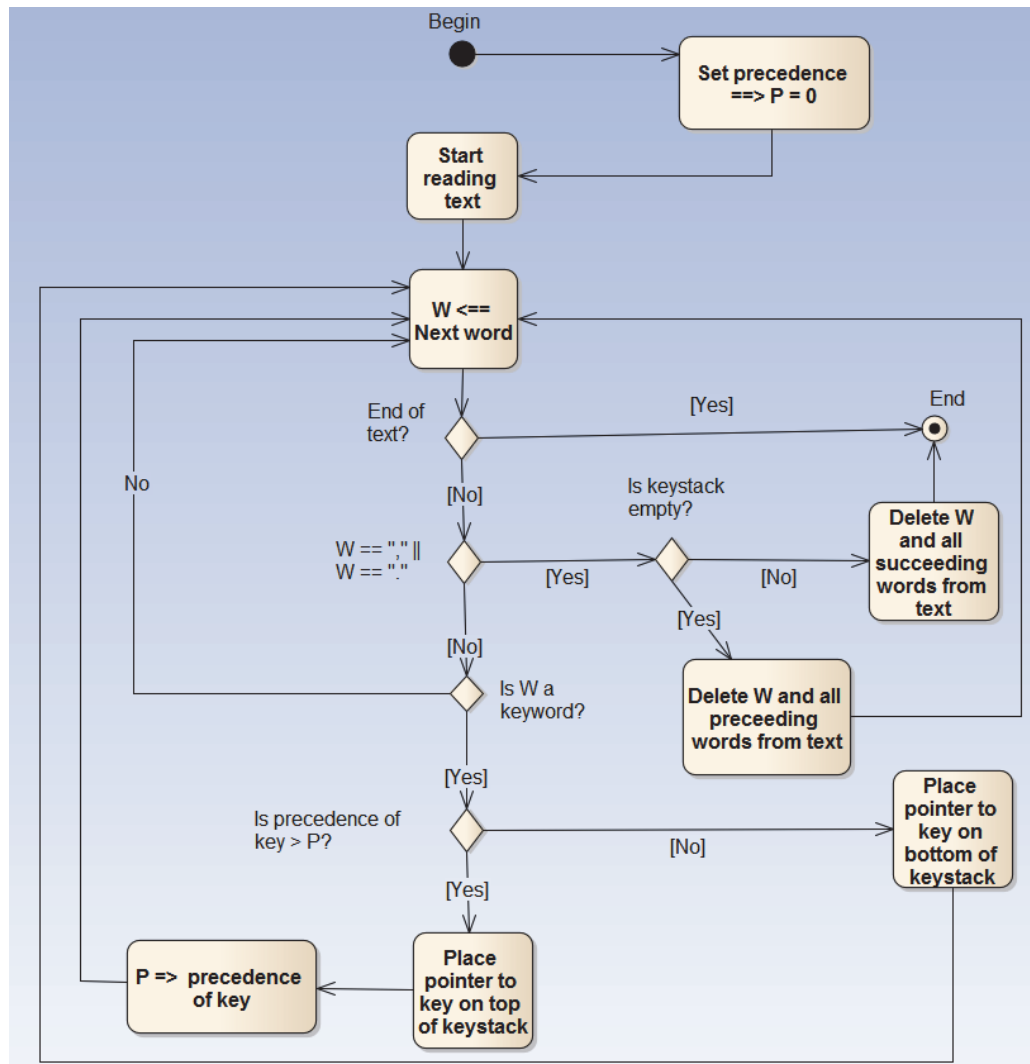 Begin
Set precedence
==> P = 0
Start
reading
text
W <==
Next word
End of
text?
[Yes]
End
No
[No]
Is keystack
empty?
W == "," ||
W == "."
[Yes]
[No]
Delete W
and all
succeeding
words from
text
[Yes]
[No]
Is W a
keyword?
Delete W and all
preceeding
words from text
[Yes]
Is precedence of
key > P?
[No]
Place
pointer to
key on
bottom of
keystack
[Yes]
P => precedence
of key
Place
pointer to
key on top
of keystack